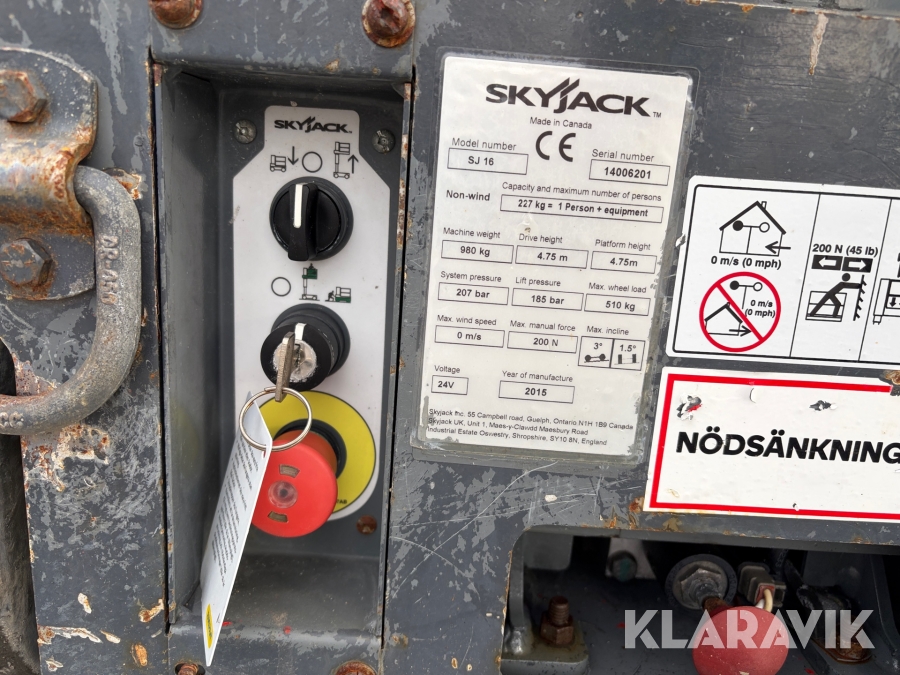 SKYJACK
SKYJACK™
Made in Canada
CE
Model number
SJ 16
Serial number
14006201
Non-wind
Capacity and maximum number of persons
227 kg = 1 Person + equipment
Machine weight
980 kg
Drive height
4.75 m
Platform height
4.75m
System pressure
207 bar
Lift pressure
185 bar
Max. wheel load
510 kg
Max. wind speed
0 m/s
Max. manual force
200 N
Max. incline
3° 1.5°
Voltage
24V
Year of manufacture
2015
Skyjack Inc. 55 Campbell road, Guelph, Ontario N1H 1B9 Canada
Skyjack UK, Unit 1, Maes-y-Clawdd Maesbury Road
Industrial Estate Oswestry, Shropshire, SY10 8N, England
0 m/s (0 mph)
0 m/s
(0 mph)
200 N (45 lb)
NÖDSÄNKNING
KLARAVIK